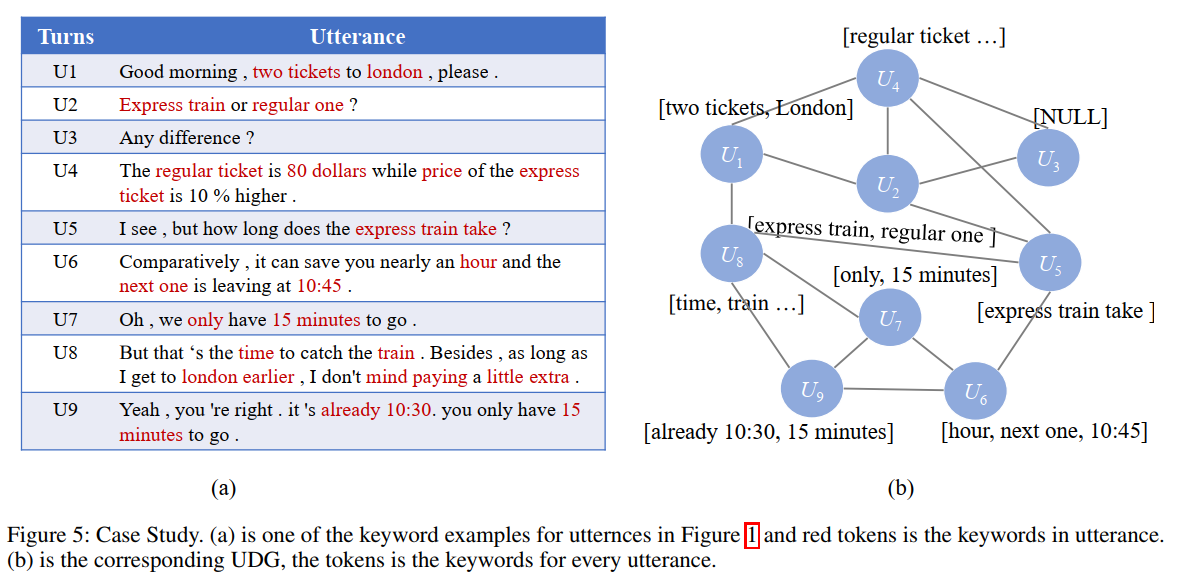 Turns Utterance
U1 Good morning , two tickets to london , please .
U2 Express train or regular one ?
U3 Any difference ?
U4 The regular ticket is 80 dollars while price of the express
ticket is 10 % higher .
U5 I see , but how long does the express train take ?
U6 Comparatively , it can save you nearly an hour and the
next one is leaving at 10:45 .
U7 Oh , we only have 15 minutes to go .
U8 But that ‘s the time to catch the train . Besides , as long as
I get to london earlier , I don't mind paying a little extra .
U9 Yeah , you 're right . it 's already 10:30. you only have 15
minutes to go .
(a)
[regular ticket …]
U4
[two tickets, London]
[NULL]
U1
U3
U2
[express train, regular one ]
U8
U5
[only, 15 minutes]
[time, train …]
[express train take ]
U7
U9
U6
[already 10:30, 15 minutes]
[hour, next one, 10:45]
(b)
Figure 5: Case Study. (a) is one of the keyword examples for utternces in Figure 1 and red tokens is the keywords in utterance.
(b) is the corresponding UDG, the tokens is the keywords for every utterance.